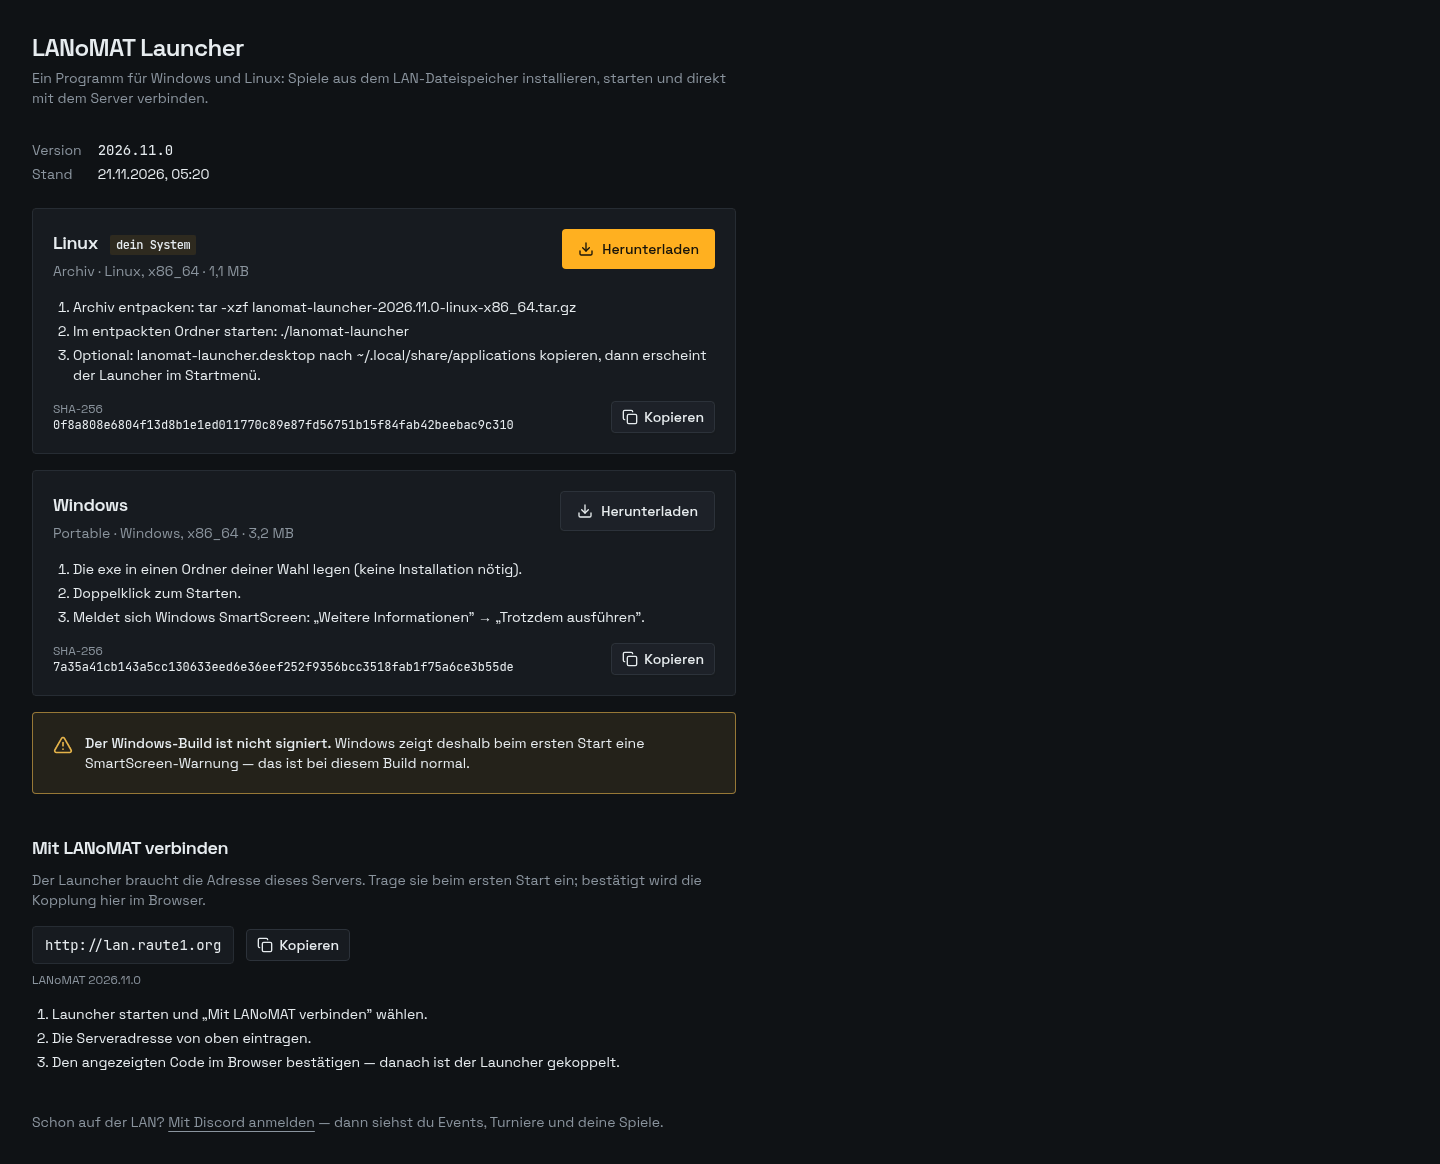 LANoMAT Launcher
Ein Programm für Windows und Linux: Spiele aus dem LAN-Dateispeicher installieren, starten und direkt
mit dem Server verbinden.
Version 2026.11.0
Stand 21.11.2026, 05:20
Linux dein System
Herunterladen
Archiv · Linux, x86_64 · 1,1 MB
1. Archiv entpacken: tar -xzf lanomat-launcher-2026.11.0-linux-x86_64.tar.gz
2. Im entpackten Ordner starten: ./lanomat-launcher
3. Optional: lanomat-launcher.desktop nach ~/.local/share/applications kopieren, dann erscheint
der Launcher im Startmenü.
SHA-256
0f8a808e6804f13d8b1e1ed011770c89e87fd56751b15f84fab42beebac9c310
Kopieren
Windows
Herunterladen
Portable · Windows, x86_64 · 3,2 MB
1. Die exe in einen Ordner deiner Wahl legen (keine Installation nötig).
2. Doppelklick zum Starten.
3. Meldet sich Windows SmartScreen: „Weitere Informationen” → „Trotzdem ausführen”.
SHA-256
7a35a41cb143a5cc130633eed6e36eef252f9356bcc3518fab1f75a6ce3b55de
Kopieren
Der Windows-Build ist nicht signiert. Windows zeigt deshalb beim ersten Start eine
SmartScreen-Warnung — das ist bei diesem Build normal.
Mit LANoMAT verbinden
Der Launcher braucht die Adresse dieses Servers. Trage sie beim ersten Start ein; bestätigt wird die
Kopplung hier im Browser.
http://lan.raute1.org
Kopieren
LANoMAT 2026.11.0
1. Launcher starten und „Mit LANoMAT verbinden” wählen.
2. Die Serveradresse von oben eintragen.
3. Den angezeigten Code im Browser bestätigen — danach ist der Launcher gekoppelt.
Schon auf der LAN? Mit Discord anmelden — dann siehst du Events, Turniere und deine Spiele.